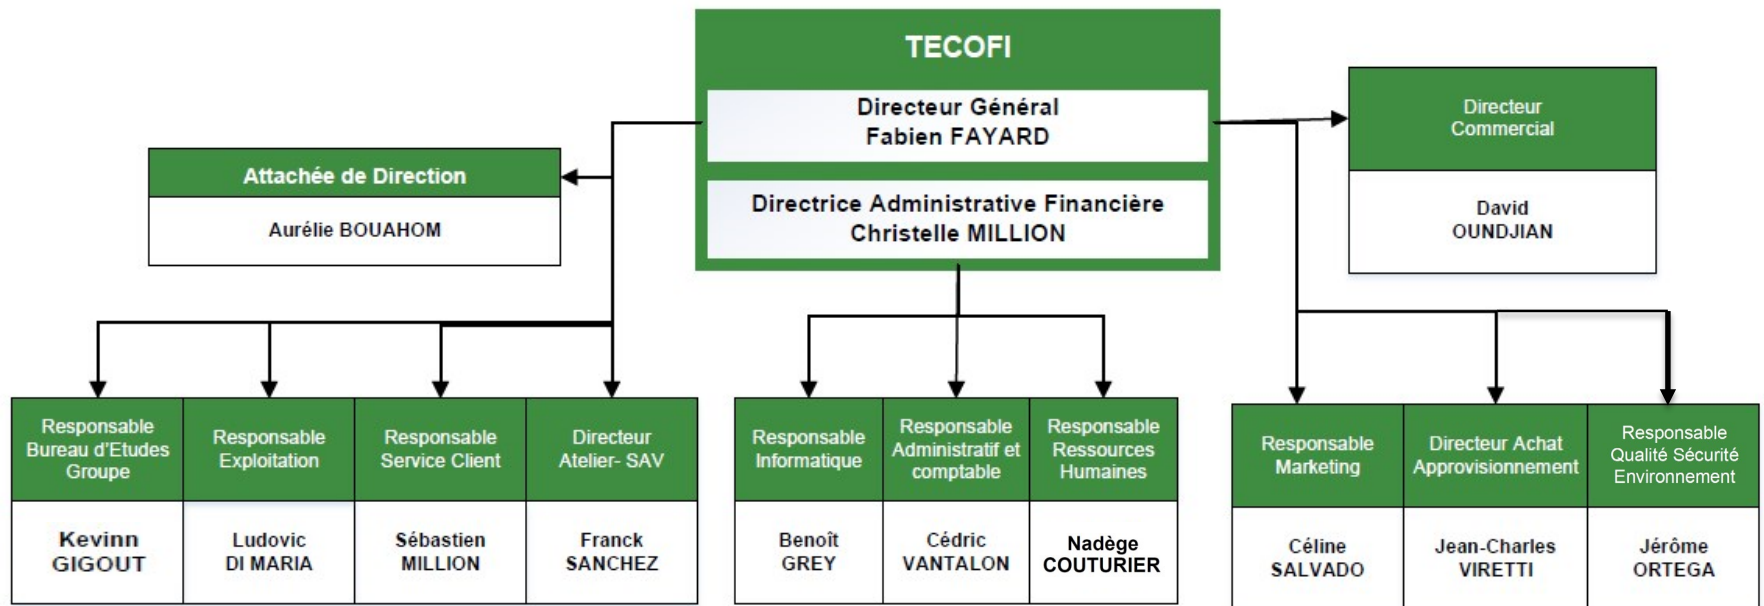 TECOFI
Directeur Général
Fabien FAYARD
Directrice Administrative Financière
Christelle MILLION
Directeur
Commercial
David
OUNDJIAN
Attachée de Direction
Aurélie BOUAHOM
Responsable
Bureau d'Etudes
Groupe
Kevinn
GIGOUT
Responsable
Exploitation
Ludovic
DI MARIA
Responsable
Service Client
Sébastien
MILLION
Directeur
Atelier- SAV
Franck
SANCHEZ
Responsable
Informatique
Benoît
GREY
Responsable
Administratif et
comptable
Cédric
VANTALON
Responsable
Ressources
Humaines
Nadège
COUTURIER
Responsable
Marketing
Céline
SALVADO
Directeur Achat
Approvisionnement
Jean-Charles
VIRETTI
Responsable
Qualité Sécurité
Environnement
Jérôme
ORTEGA